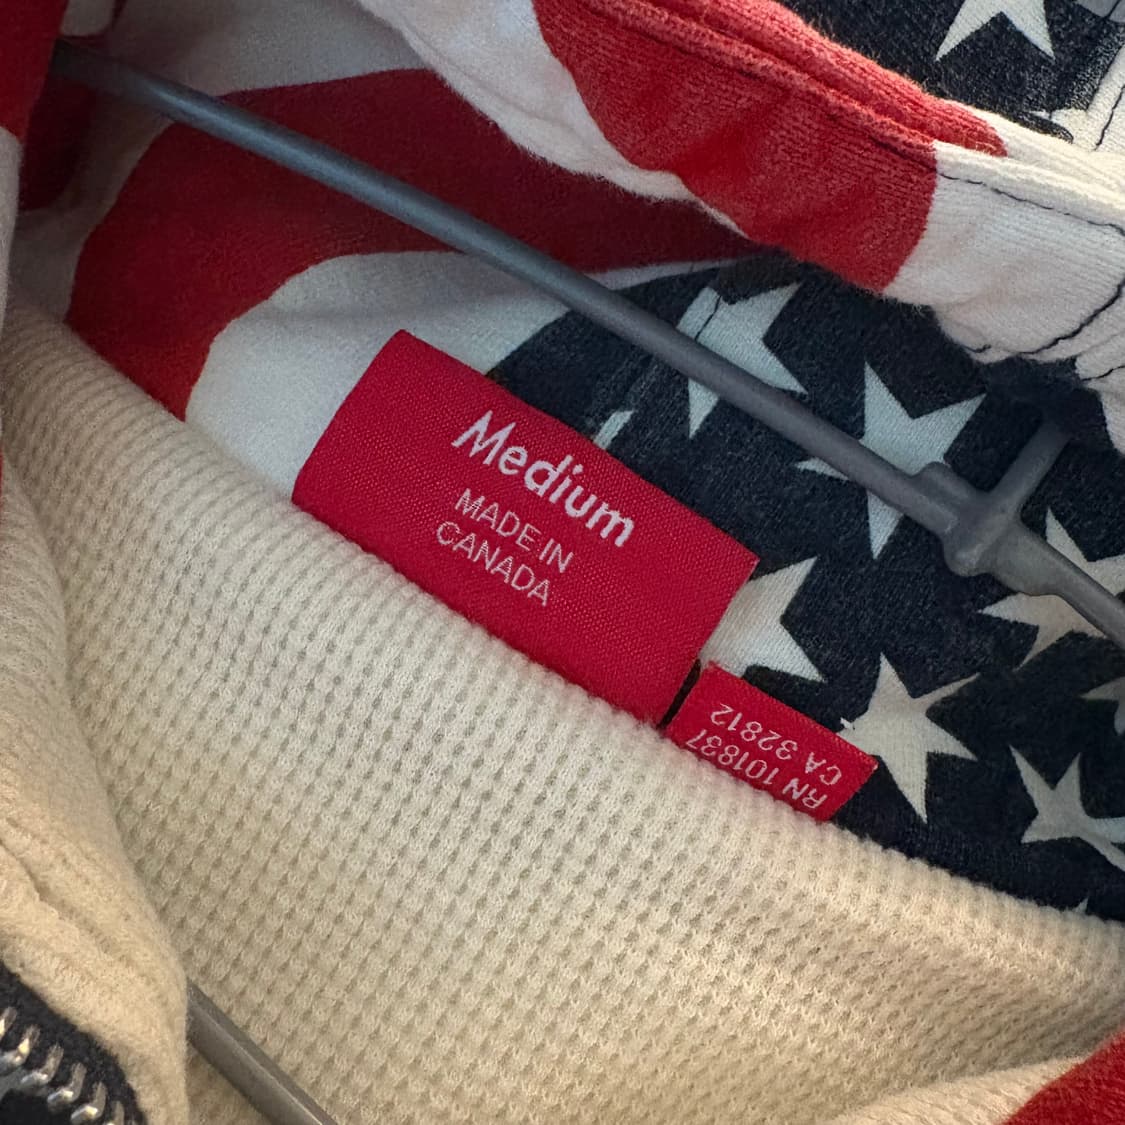 Medium
MADE IN
CANADA
RN 101837
CA 32812